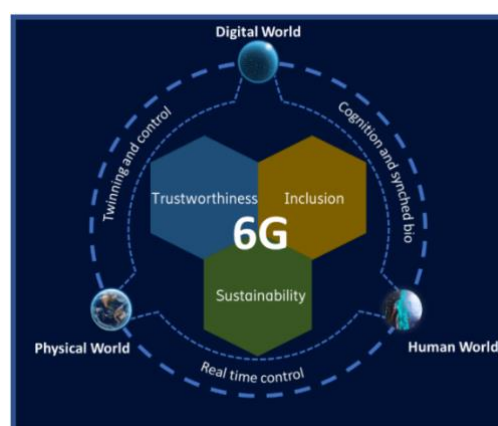 Digital World
Twinning and control
Cognition and synched bio
Trustworthiness
Inclusion
6G
Sustainability
Physical World
Human World
Real time control